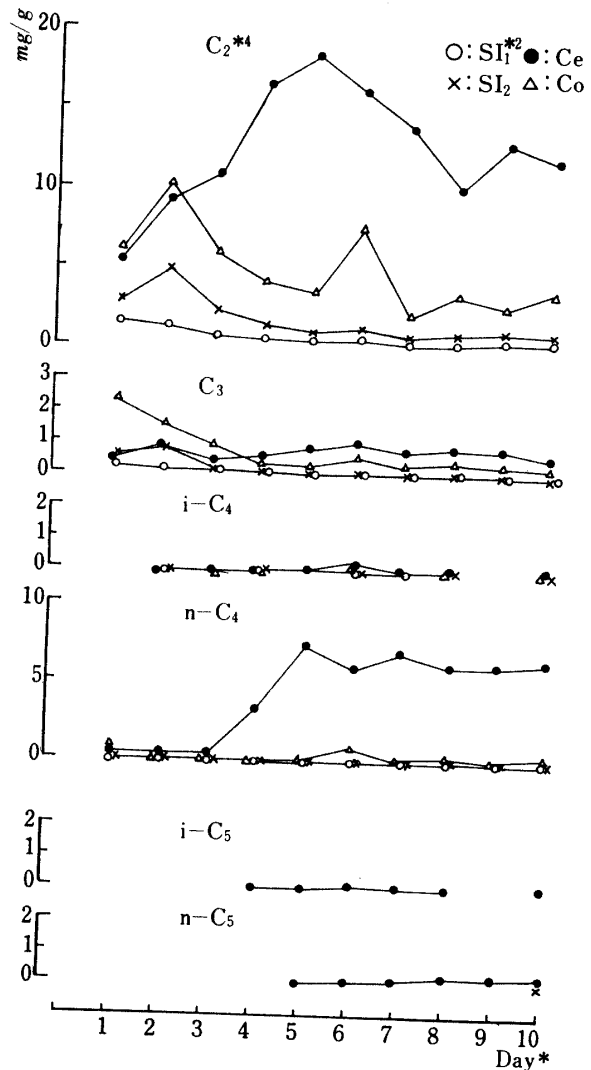 mg/g
20
10
0
C₂*4
○: SI₁*2 ●: Ce
×: SI₂ △: Co
3
2
1
0
C₃
2
1
0
i-C₄
10
5
0
n-C₄
2
1
0
i-C₅
2
1
0
n-C₅
1 2 3 4 5 6 7 8 9 10
Day*